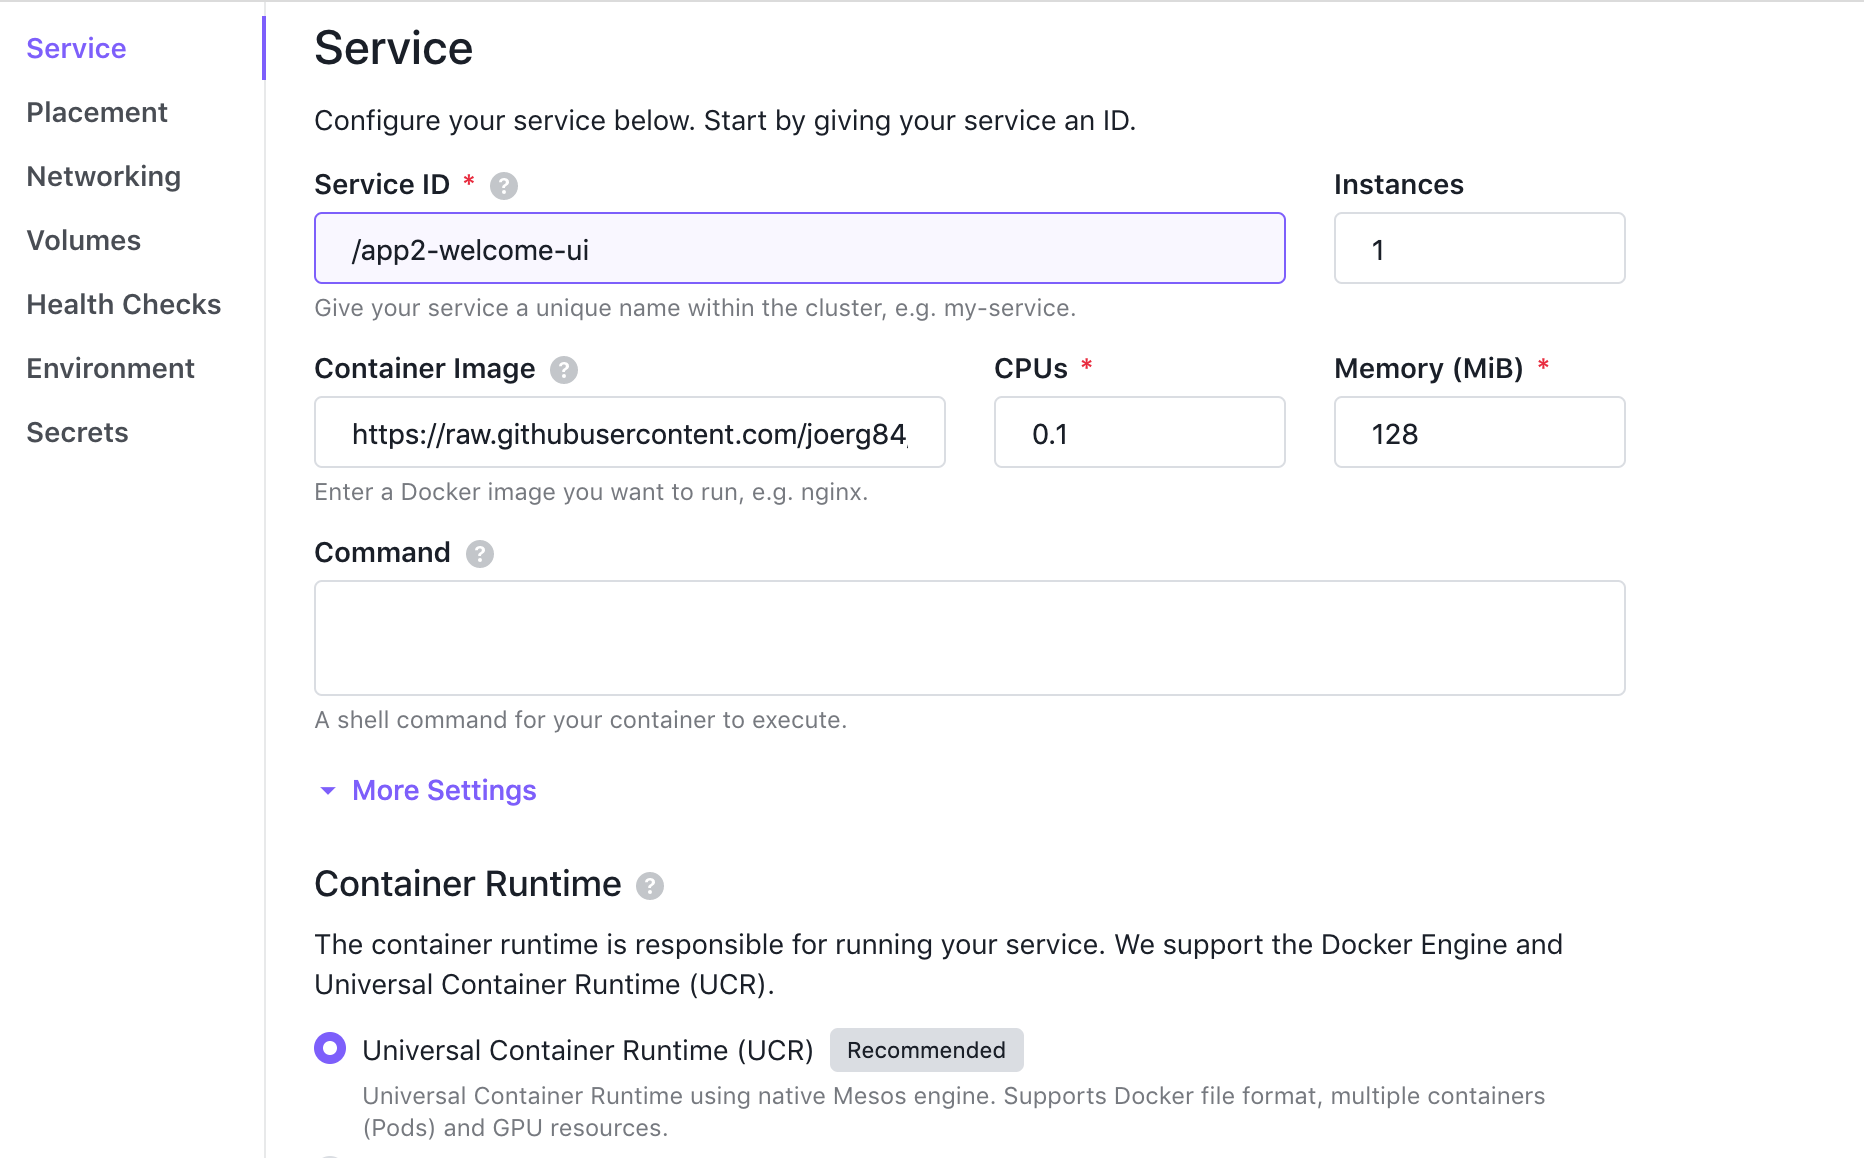 Service
Placement
Networking
Volumes
Health Checks
Environment
Secrets
Service
Configure your service below. Start by giving your service an ID.
Service ID * ?
Instances
/app2-welcome-ui
1
Give your service a unique name within the cluster, e.g. my-service.
Container Image ?
CPUs *
Memory (MiB) *
https://raw.githubusercontent.com/joerg84
0.1
128
Enter a Docker image you want to run, e.g. nginx.
Command ?
A shell command for your container to execute.
More Settings
Container Runtime ?
The container runtime is responsible for running your service. We support the Docker Engine and
Universal Container Runtime (UCR).
Universal Container Runtime (UCR) Recommended
Universal Container Runtime using native Mesos engine. Supports Docker file format, multiple containers
(Pods) and GPU resources.